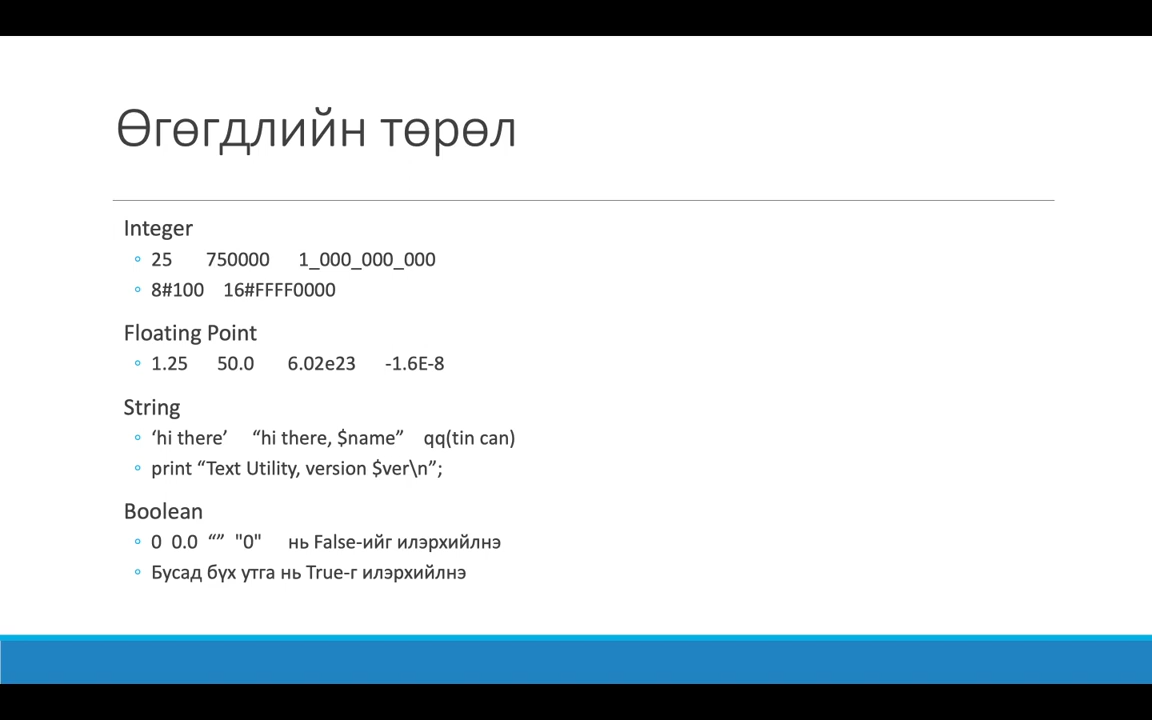 Өгөгдлийн төрөл
Integer
25 750000 1_000_000_000
8#100 16#FFFF0000
Floating Point
1.25 50.0 6.02e23 -1.6E-8
String
‘hi there’ “hi there, $name” qq(tin can)
print “Text Utility, version $ver\n”;
Boolean
0 0.0 “” "0" нь False-ийг илэрхийлнэ
Бусад бүх утга нь True-г илэрхийлнэ